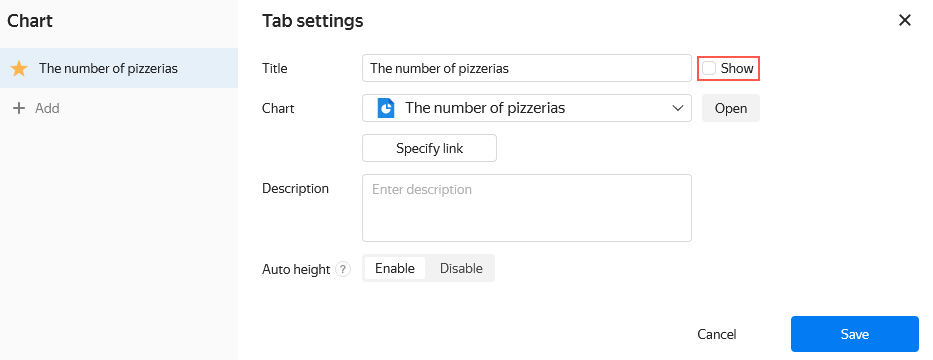 Chart
Tab settings
The number of pizzerias
Add
Title
The number of pizzerias
Show
Chart
The number of pizzerias
Open
Specify link
Description
Enter description
Auto height ?
Enable
Disable
Cancel
Save